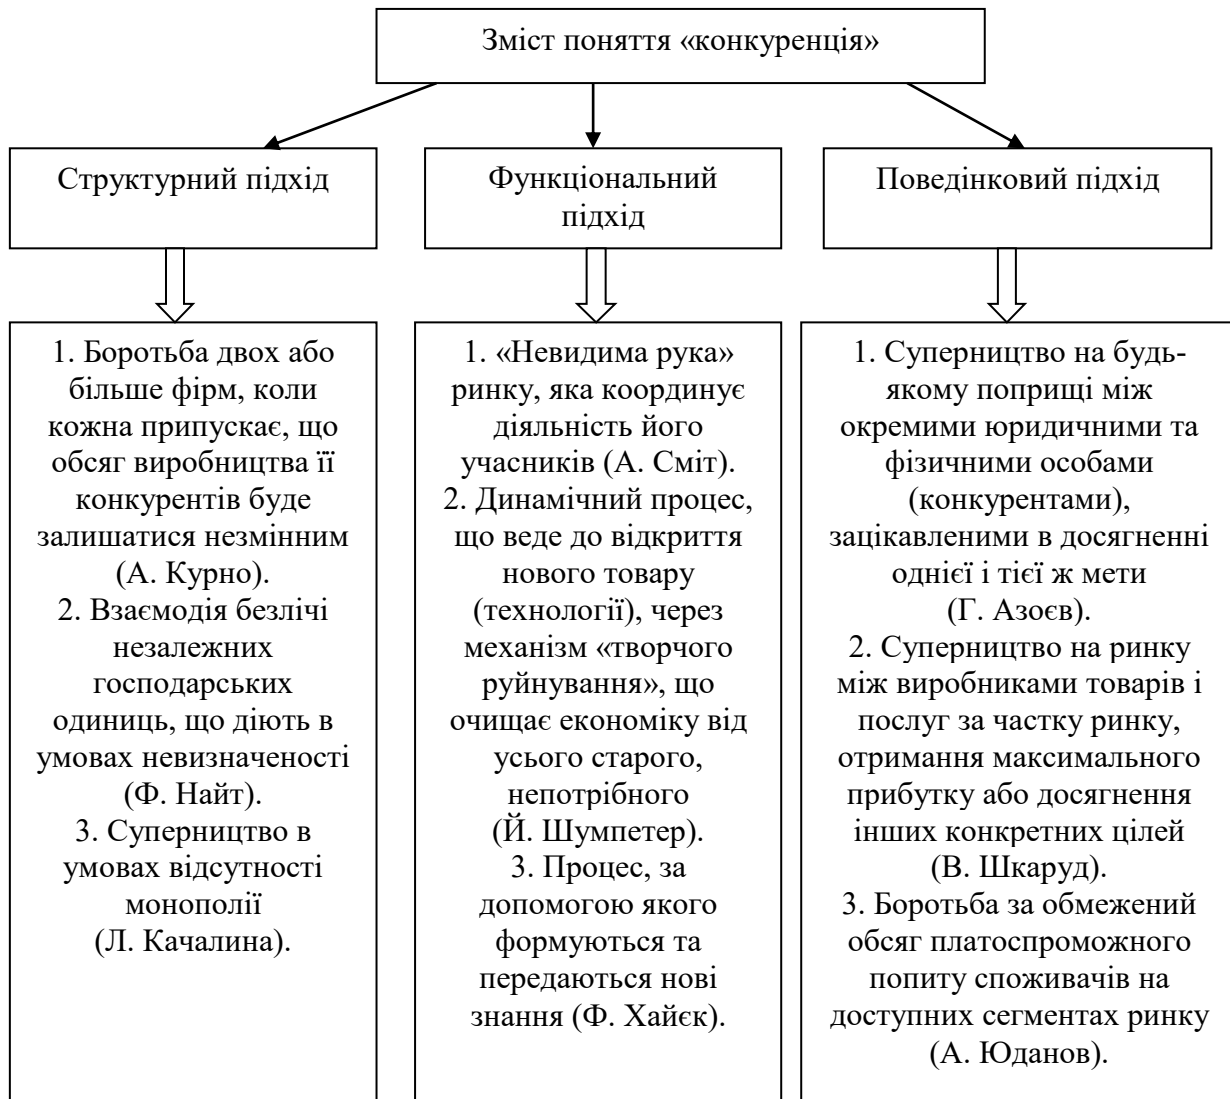 Зміст поняття «конкуренція»
Структурний підхід
Функціональний
підхід
Поведінковий підхід
1. Боротьба двох або
більше фірм, коли
кожна припускає, що
обсяг виробництва її
конкурентів буде
залишатися незмінним
(А. Курно).
2. Взаємодія безлічі
незалежних
господарських
одиниць, що діють в
умовах невизначеності
(Ф. Найт).
3. Суперництво в
умовах відсутності
монополії
(Л. Качалина).
1. «Невидима рука»
ринку, яка координує
діяльність його
учасників (А. Сміт).
2. Динамічний процес,
що веде до відкриття
нового товару
(технології), через
механізм «творчого
руйнування», що
очищає економіку від
усього старого,
непотрібного
(Й. Шумпетер).
3. Процес, за
допомогою якого
формуються та
передаються нові
знання (Ф. Хайєк).
1. Суперництво на будь-
якому поприщі між
окремими юридичними та
фізичними особами
(конкурентами),
зацікавленими в досягненні
однієї і тієї ж мети
(Г. Азоєв).
2. Суперництво на ринку
між виробниками товарів і
послуг за частку ринку,
отримання максимального
прибутку або досягнення
інших конкретних цілей
(В. Шкаруд).
3. Боротьба за обмежений
обсяг платоспроможного
попиту споживачів на
доступних сегментах ринку
(А. Юданов).